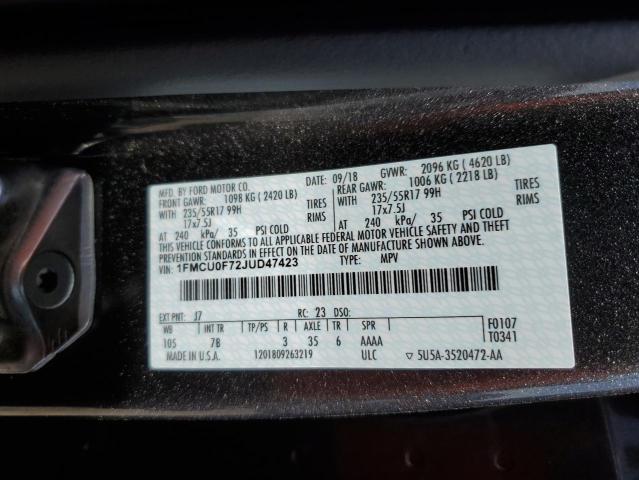 MFD. BY FORD MOTOR CO. DATE: 09/18 GVWR: 2096 KG ( 4620 LB)
FRONT GAWR: 1098 KG ( 2420 LB) REAR GAWR: 1006 KG ( 2218 LB)
WITH 235/55R17 99H TIRES WITH 235/55R17 99H TIRES
17x7.5J RIMS 17x7.5J RIMS
AT 240 kPa/ 35 PSI COLD AT 240 kPa/ 35 PSI COLD
THIS VEHICLE CONFORMS TO ALL APPLICABLE FEDERAL MOTOR VEHICLE SAFETY AND THEFT PREVENTION
STANDARDS IN EFFECT ON THE DATE OF MANUFACTURE SHOWN ABOVE.
VIN: 1FMCU0F72JUD47423 TYPE: MPV
EXT PNT: J7 RC: 23 DSO:
WB INT TR TP/PS R AXLE TR SPR F0107
105 7B 3 35 6 AAAA T0341
MADE IN U.S.A. 1201809263219 ULC 5U5A-3520472-AA